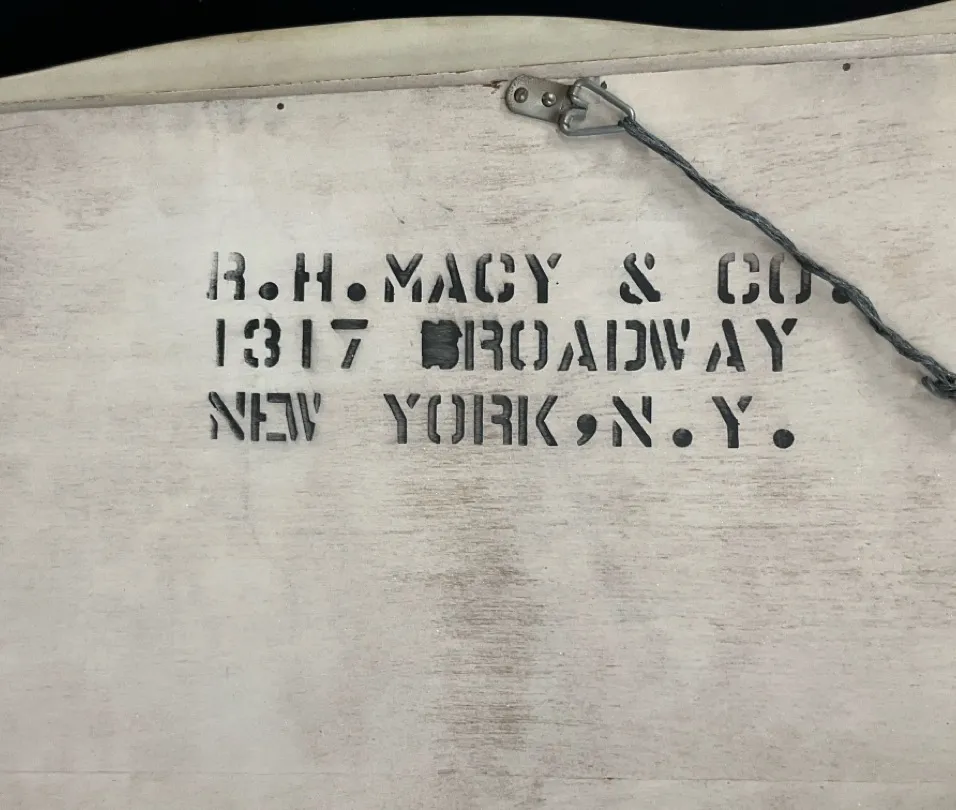 R.H.MACY & CO.
1317 BROADWAY
NEW YORK,N.Y.